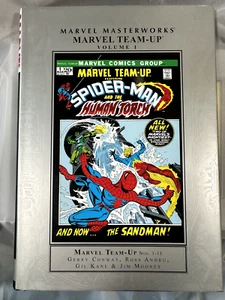 MARVEL MASTERWORKS
MARVEL TEAM-UP
VOLUME 1
MARVEL COMICS GROUP
MARVEL TEAM-UP
FEATURING
SPIDER-MAN
AND THE
HUMAN TORCH
ALL
NEW!
AND NOW... THE SANDMAN!
MARVEL TEAM-UP Nos. 1-11
GERRY CONWAY, ROSS ANDRU,
GIL KANE & JIM MOONEY